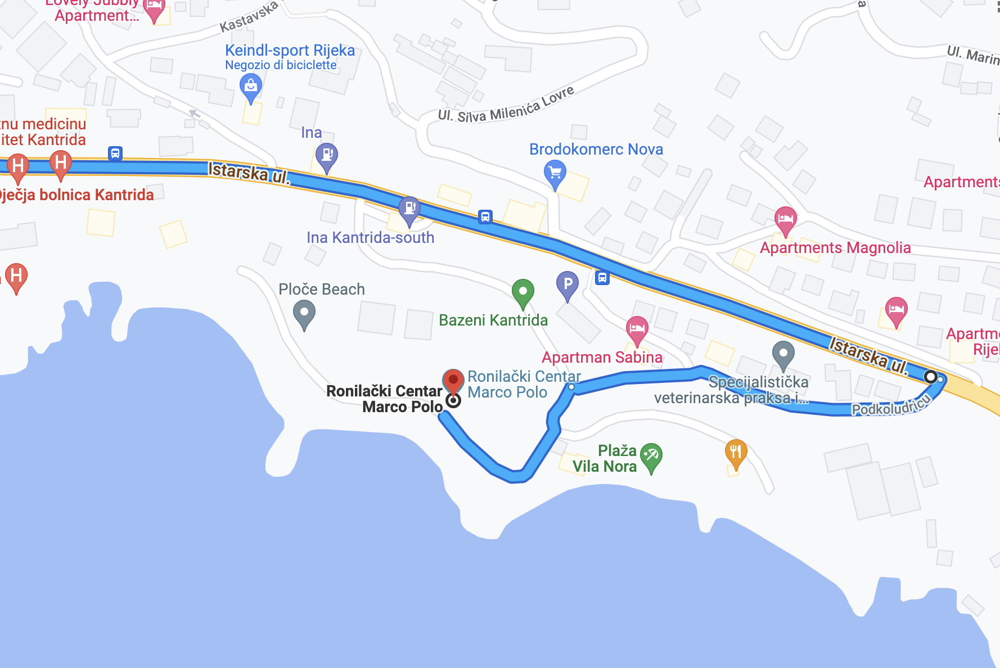 Lovely Jubbly
Apartment...
Kastavska
Keindl-sport Rijeka
Negozio di biciclette
Ul. Marin
Ul. Silva Milenića Lovre
tnu medicinu
itet Kantrida
H
H
Dječja bolnica Kantrida
Ina
Brodokomerc Nova
Istarska ul.
Apartments
Ina Kantrida-south
Apartments Magnolia
H
Ploče Beach
P
Bazeni Kantrida
Apartman Sabina
Apartme
Rije
Istarska ul.
Ronilački Centar
Marco Polo
Ronilački Centar
Marco Polo
Specijalistička
veterinarska praksa i...
Podkoludricu
Plaža
Vila Nora